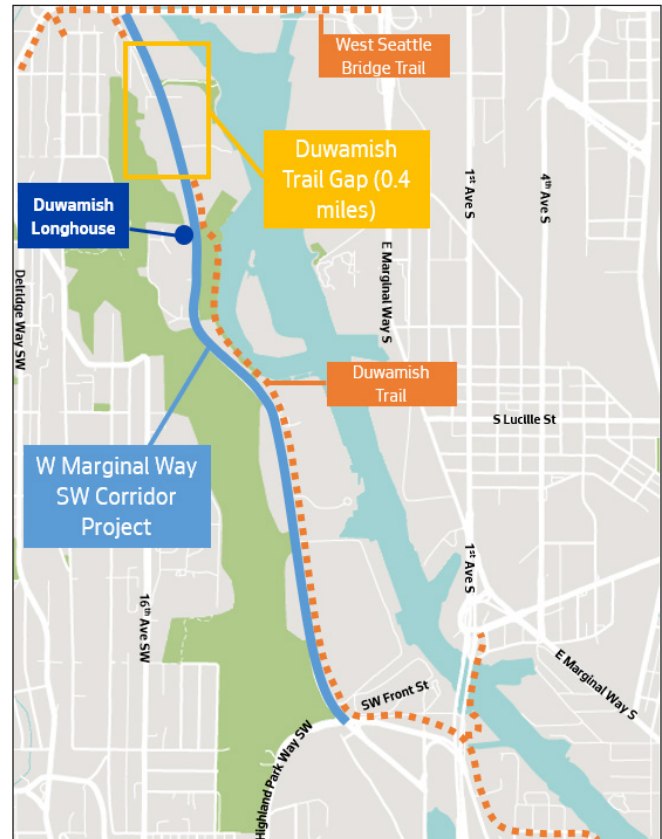 West Seattle
Bridge Trail
Duwamish
Trail Gap (0.4
miles)
1st Ave S
4th Ave S
Duwamish
Longhouse
E Marginal Way S
Delridge Way SW
Duwamish
Trail
S Lucille St
W Marginal Way
SW Corridor
Project
1st Ave S
16th Ave SW
E Marginal Way S
SW Front St
Highland Park Way SW